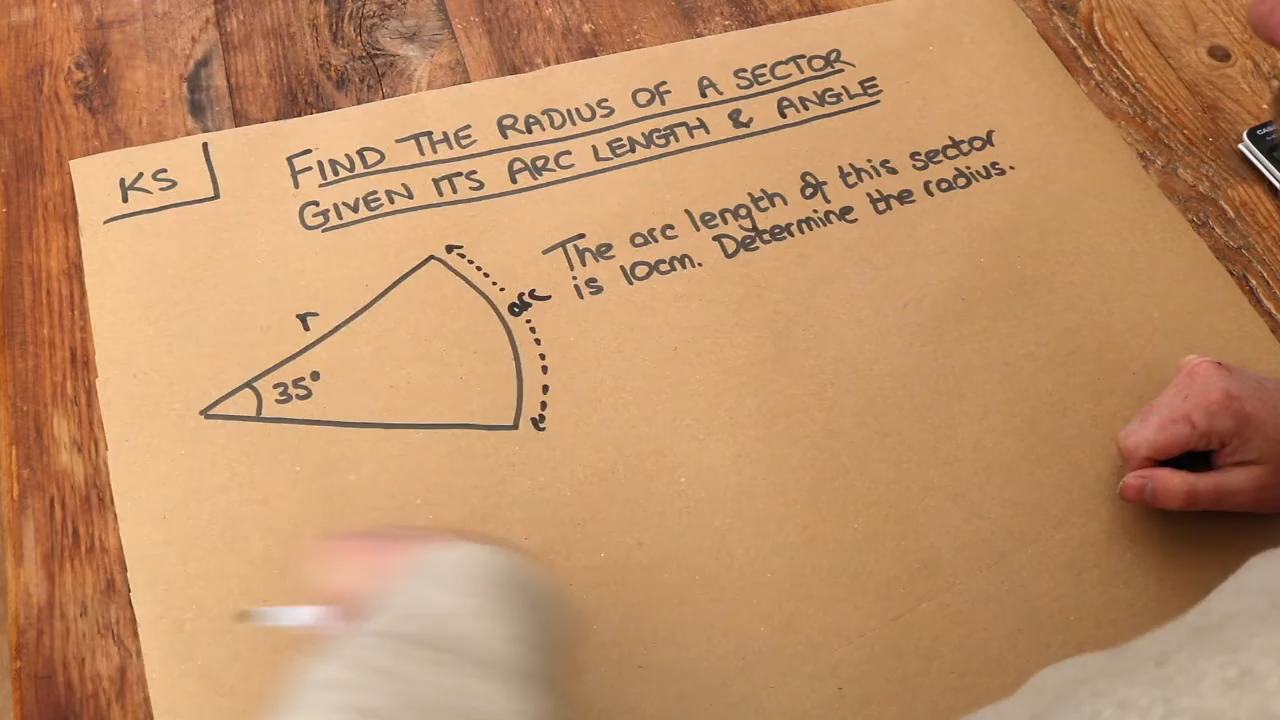 KS
FIND THE RADIUS OF A SECTOR
GIVEN ITS ARC LENGTH & ANGLE
The arc length of this sector
is 10cm. Determine the radius.
arc
r
35°